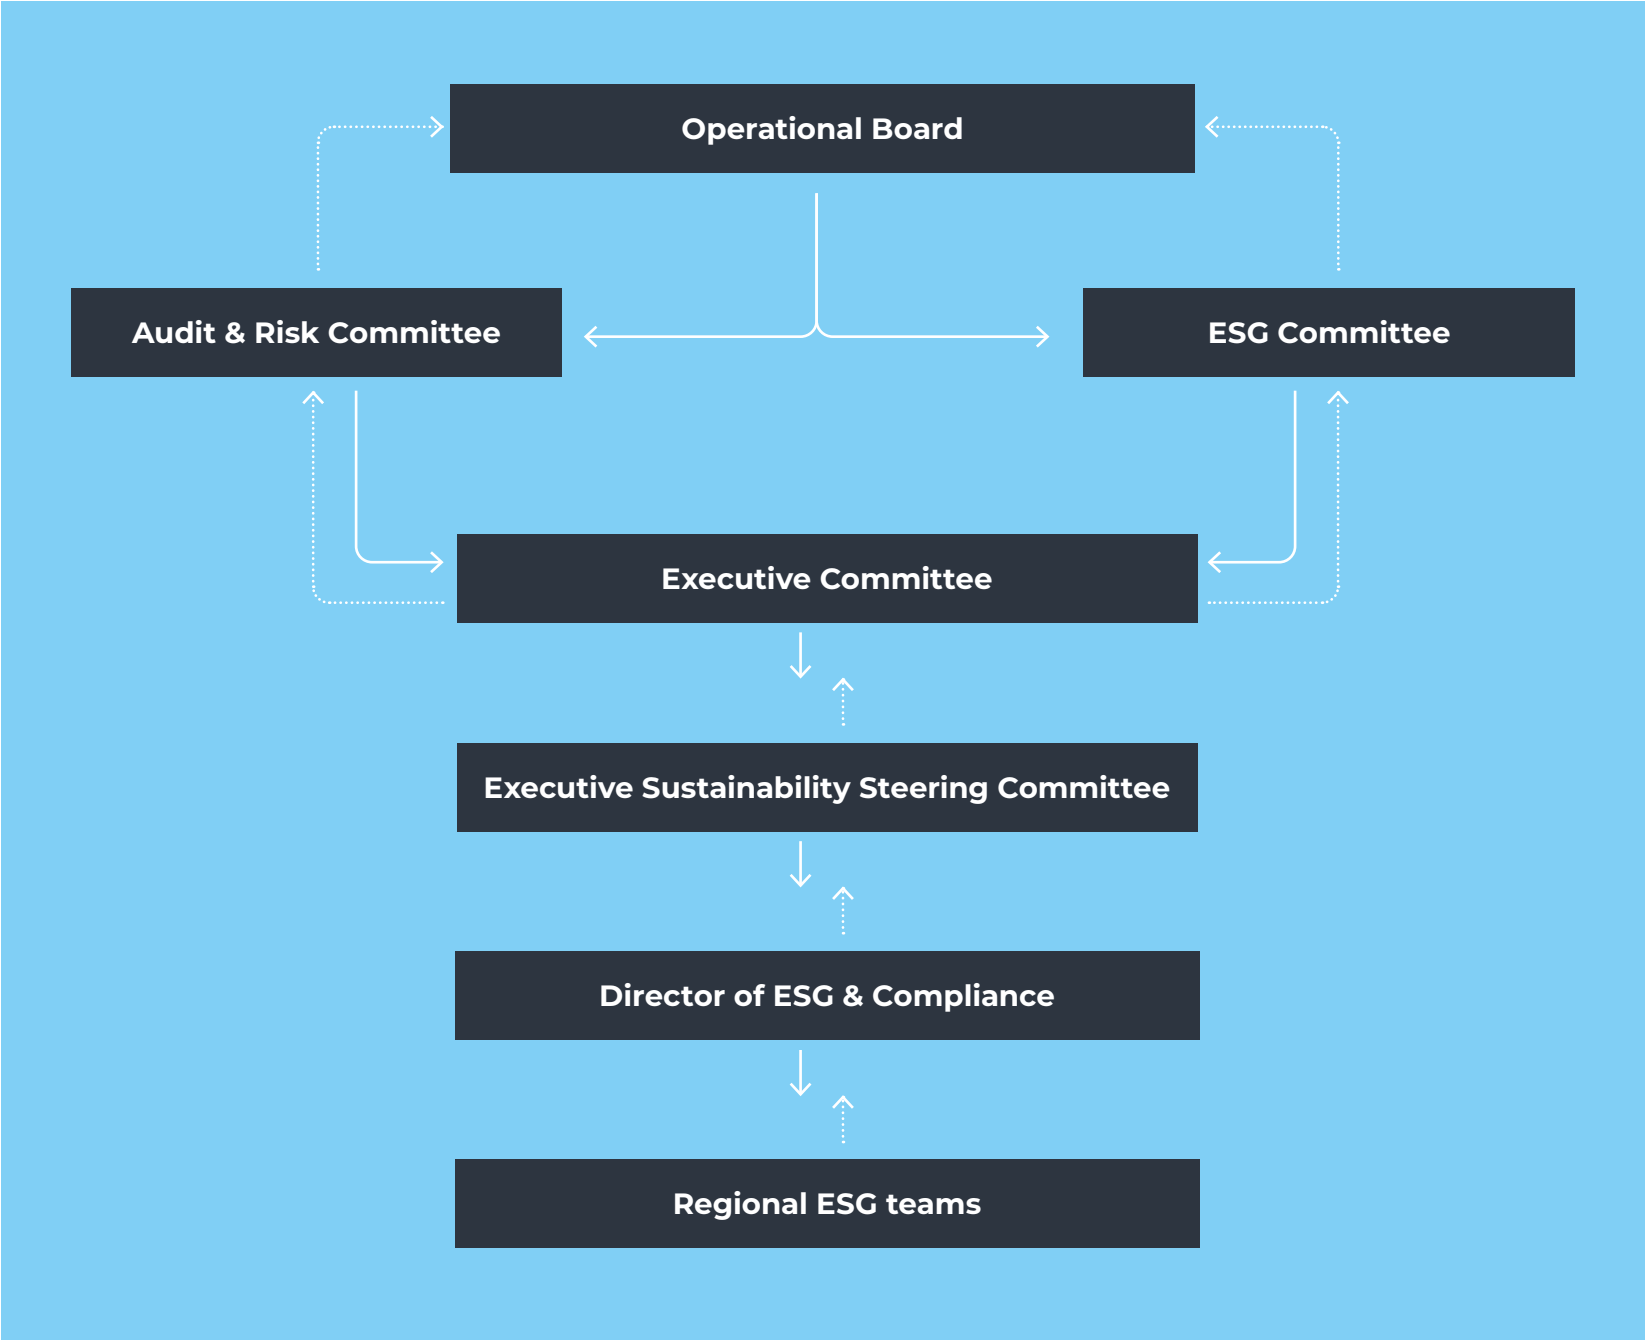 Operational Board
Audit & Risk Committee
ESG Committee
Executive Committee
Executive Sustainability Steering Committee
Director of ESG & Compliance
Regional ESG teams